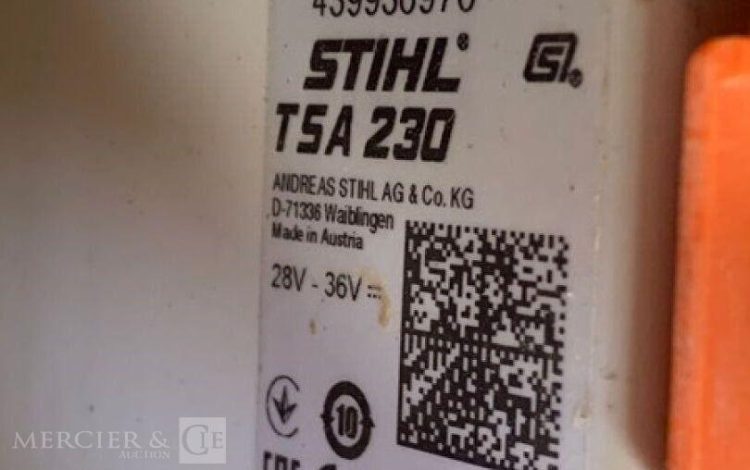 439930970
STIHL®
TSA 230
ANDREAS STIHL AG & Co. KG
D-71336 Waiblingen
Made in Austria
28V - 36V
10
MERCIER & CIE
AUCTION